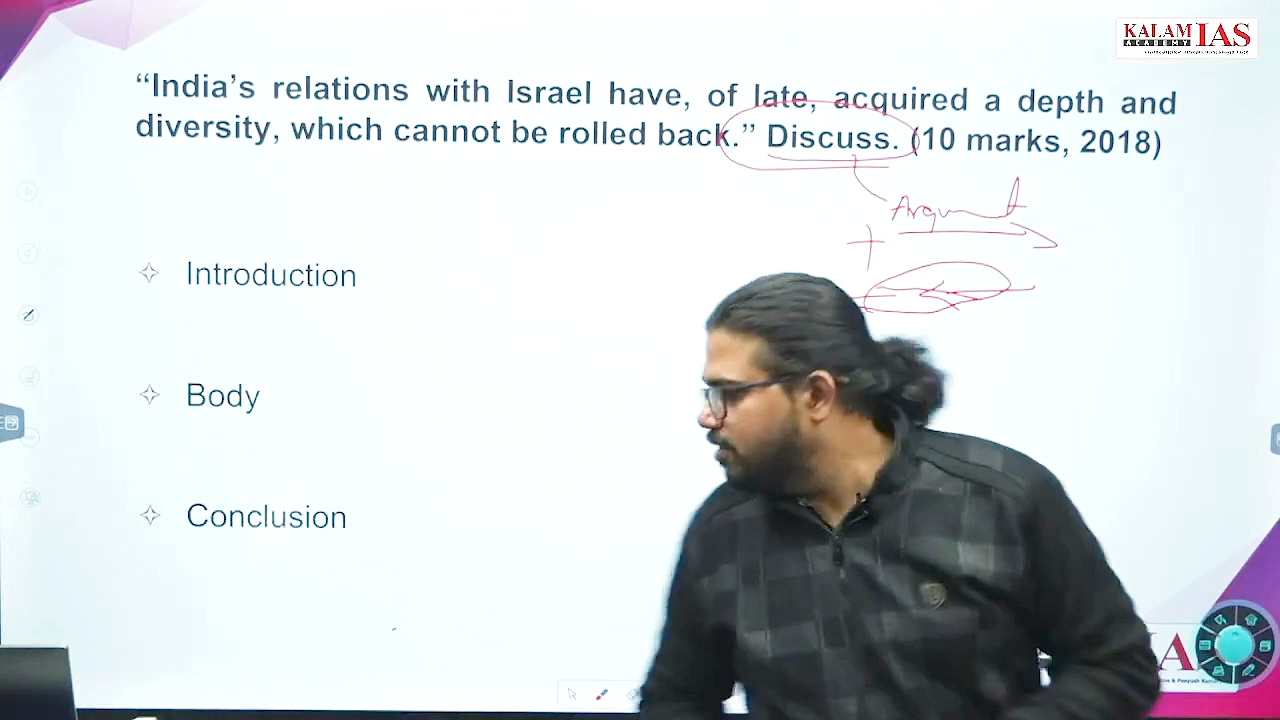 KALAM IAS
ACADEMY
“India’s relations with Israel have, of late, acquired a depth and
diversity, which cannot be rolled back.” Discuss. (10 marks, 2018)
Argument
+
Introduction
Body
Conclusion